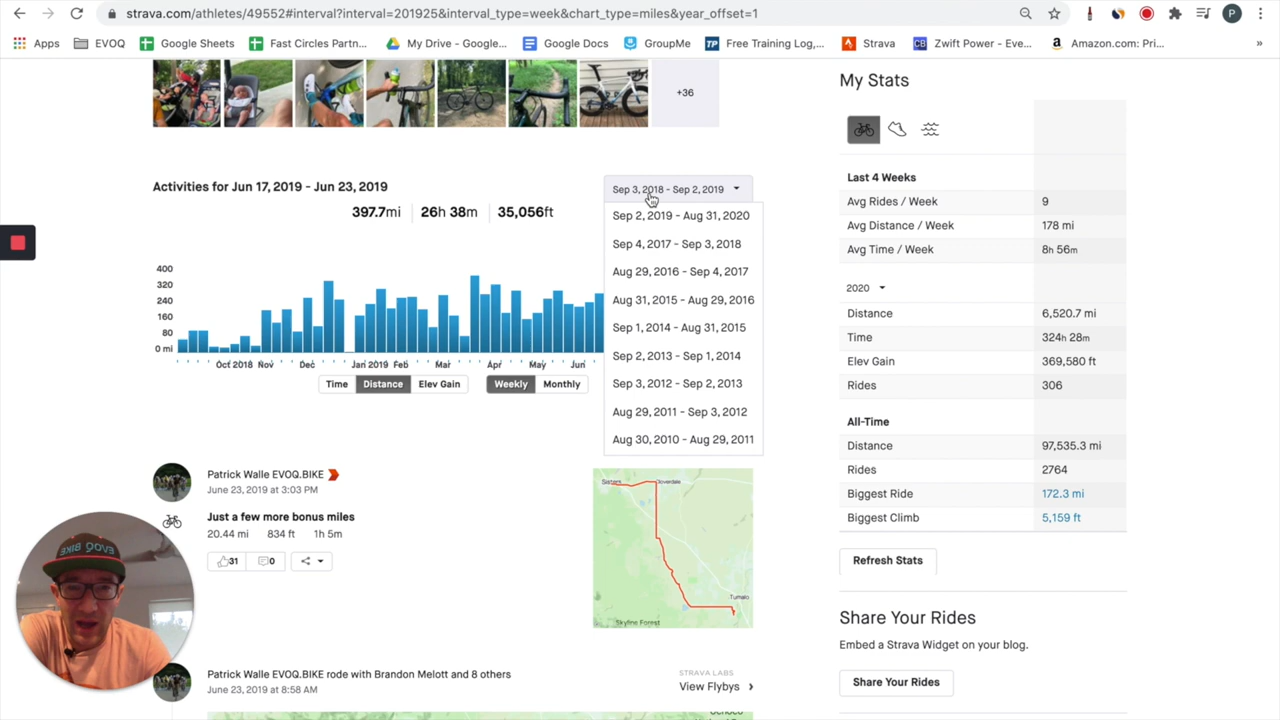 strava.com/athletes/49552#interval?interval=201925&interval_type=week&chart_type=miles&year_offset=1
P
Apps
EVOQ
Google Sheets
Fast Circles Partn...
My Drive - Google...
Google Docs
GroupMe
TP
Free Training Log,...
Strava
Zwift Power - Eve...
Amazon.com: Pri...
»
+36
Activities for Jun 17, 2019 - Jun 23, 2019
397.7mi
26h 38m
35,056ft
Sep 3, 2018 - Sep 2, 2019
Sep 2, 2019 - Aug 31, 2020
Sep 4, 2017 - Sep 3, 2018
Aug 29, 2016 - Sep 4, 2017
Aug 31, 2015 - Aug 29, 2016
Sep 1, 2014 - Aug 31, 2015
Sep 2, 2013 - Sep 1, 2014
Sep 3, 2012 - Sep 2, 2013
Aug 29, 2011 - Sep 3, 2012
Aug 30, 2010 - Aug 29, 2011
400
320
240
160
80
0 mi
Oct 2018 Nov Dec Jan 2019 Feb Mar Apr May Jun
Time Distance Elev Gain
Weekly Monthly
Patrick Walle EVOQ.BIKE
June 23, 2019 at 3:03 PM
Just a few more bonus miles
20.44 mi 834 ft 1h 5m
31
0
Sisters
Cloverdale
Tumalo
Skyline Forest
EVOQ BIKE
Patrick Walle EVOQ.BIKE rode with Brandon Melott and 8 others
June 23, 2019 at 8:58 AM
STRAVA LABS
View Flybys
Ochoco
My Stats
Last 4 Weeks
Avg Rides / Week 9
Avg Distance / Week 178 mi
Avg Time / Week 8h 56m
2020
Distance 6,520.7 mi
Time 324h 28m
Elev Gain 369,580 ft
Rides 306
All-Time
Distance 97,535.3 mi
Rides 2764
Biggest Ride 172.3 mi
Biggest Climb 5,159 ft
Refresh Stats
Share Your Rides
Embed a Strava Widget on your blog.
Share Your Rides